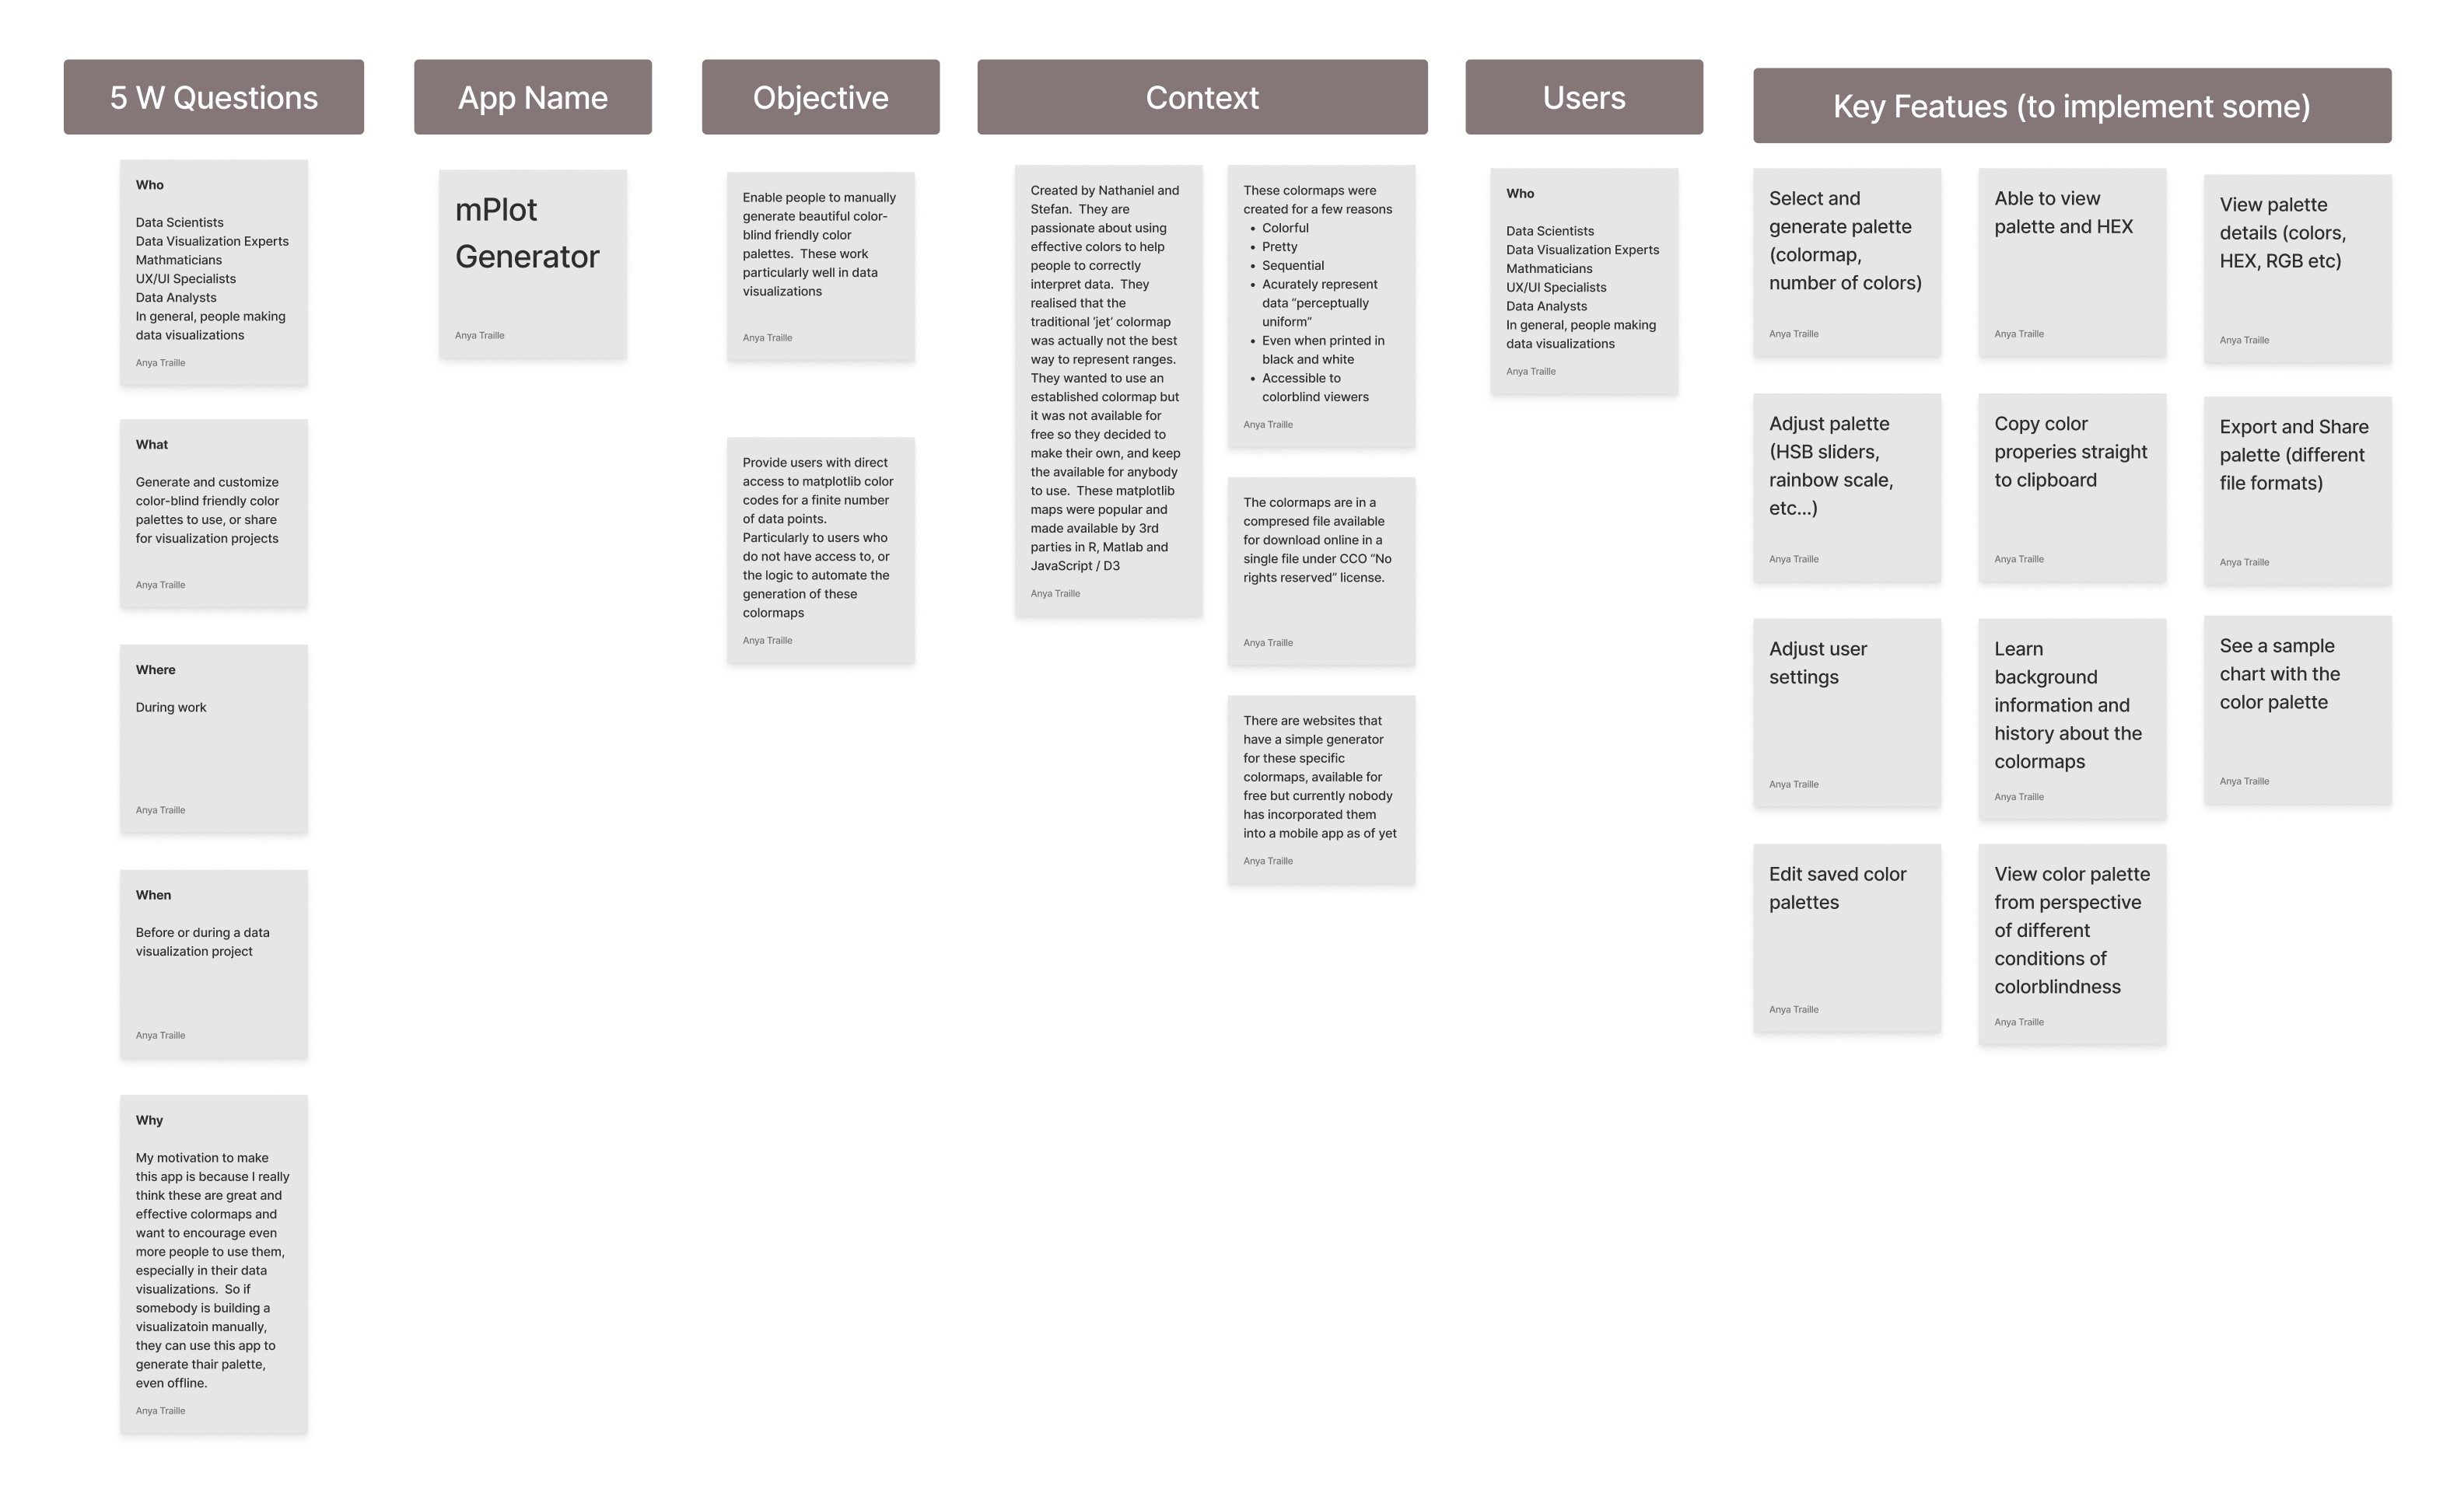 5 W Questions
Who
Data Scientists
Data Visualization Experts
Mathmaticians
UX/UI Specialists
Data Analysts
In general, people making
data visualizations
Anya Traille
What
Generate and customize
color-blind friendly color
palettes to use, or share
for visualization projects
Anya Traille
Where
During work
Anya Traille
When
Before or during a data
visualization project
Anya Traille
Why
My motivation to make
this app is because I really
think these are great and
effective colormaps and
want to encourage even
more people to use them,
especially in their data
visualizations.  So if
somebody is building a
visualizatoin manually,
they can use this app to
generate thair palette,
even offline.
Anya Traille
App Name
mPlot
Generator
Anya Traille
Objective
Enable people to manually
generate beautiful color-
blind friendly color
palettes.  These work
particularly well in data
visualizations
Anya Traille
Provide users with direct
access to matplotlib color
codes for a finite number
of data points.
Particularly to users who
do not have access to, or
the logic to automate the
generation of these
colormaps
Anya Traille
Context
Created by Nathaniel and
Stefan.  They are
passionate about using
effective colors to help
people to correctly
interpret data.  They
realised that the
traditional ‘jet’ colormap
was actually not the best
way to represent ranges.
They wanted to use an
established colormap but
it was not available for
free so they decided to
make their own, and keep
the available for anybody
to use.  These matplotlib
maps were popular and
made available by 3rd
parties in R, Matlab and
JavaScript / D3
Anya Traille
These colormaps were
created for a few reasons
• Colorful
• Pretty
• Sequential
• Acurately represent
data “perceptually
uniform”
• Even when printed in
black and white
• Accessible to
colorblind viewers
Anya Traille
The colormaps are in a
compresed file available
for download online in a
single file under CCO “No
rights reserved” license.
Anya Traille
There are websites that
have a simple generator
for these specific
colormaps, available for
free but currently nobody
has incorporated them
into a mobile app as of yet
Anya Traille
Users
Who
Data Scientists
Data Visualization Experts
Mathmaticians
UX/UI Specialists
Data Analysts
In general, people making
data visualizations
Anya Traille
Key Featues (to implement some)
Select and
generate palette
(colormap,
number of colors)
Anya Traille
Able to view
palette and HEX
Anya Traille
View palette
details (colors,
HEX, RGB etc)
Anya Traille
Adjust palette
(HSB sliders,
rainbow scale,
etc...)
Anya Traille
Copy color
properies straight
to clipboard
Anya Traille
Export and Share
palette (different
file formats)
Anya Traille
Adjust user
settings
Anya Traille
Learn
background
information and
history about the
colormaps
Anya Traille
See a sample
chart with the
color palette
Anya Traille
Edit saved color
palettes
Anya Traille
View color palette
from perspective
of different
conditions of
colorblindness
Anya Traille